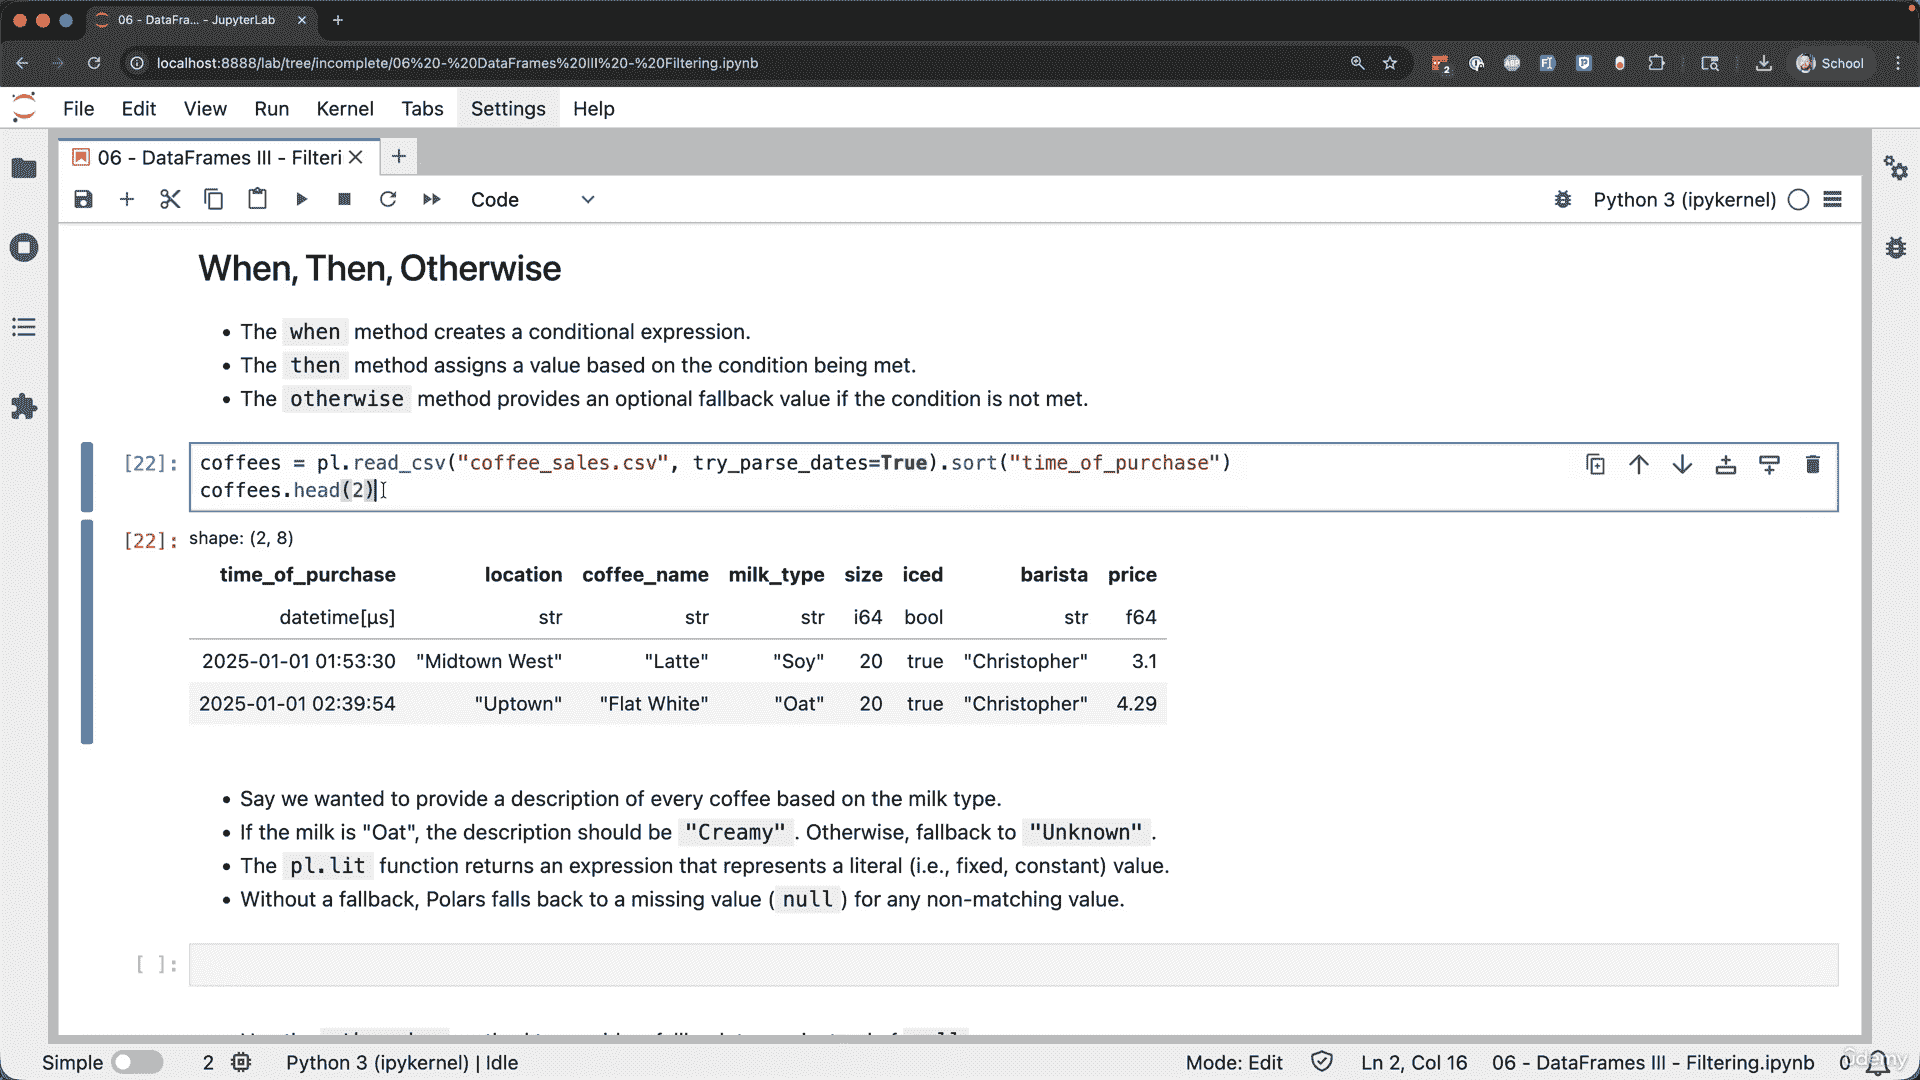 06 - DataFra... - JupyterLab
localhost:8888/lab/tree/incomplete/06%20-%20DataFrames%20III%20-%20Filtering.ipynb
2
ABP
School
File Edit View Run Kernel Tabs Settings Help
06 - DataFrames III - Filteri
Code
Python 3 (ipykernel)
When, Then, Otherwise
• The when method creates a conditional expression.
• The then method assigns a value based on the condition being met.
• The otherwise method provides an optional fallback value if the condition is not met.
[22]: coffees = pl.read_csv("coffee_sales.csv", try_parse_dates=True).sort("time_of_purchase")
coffees.head(2)
[22]: shape: (2, 8)
time_of_purchase location coffee_name milk_type size iced barista price
datetime[μs] str str str i64 bool str f64
2025-01-01 01:53:30 "Midtown West" "Latte" "Soy" 20 true "Christopher" 3.1
2025-01-01 02:39:54 "Uptown" "Flat White" "Oat" 20 true "Christopher" 4.29
• Say we wanted to provide a description of every coffee based on the milk type.
• If the milk is "Oat", the description should be "Creamy". Otherwise, fallback to "Unknown".
• The pl.lit function returns an expression that represents a literal (i.e., fixed, constant) value.
• Without a fallback, Polars falls back to a missing value (null) for any non-matching value.
[ ]:
Simple 2 Python 3 (ipykernel) | Idle Mode: Edit Ln 2, Col 16 06 - DataFrames III - Filtering.ipynb 0
Udemy